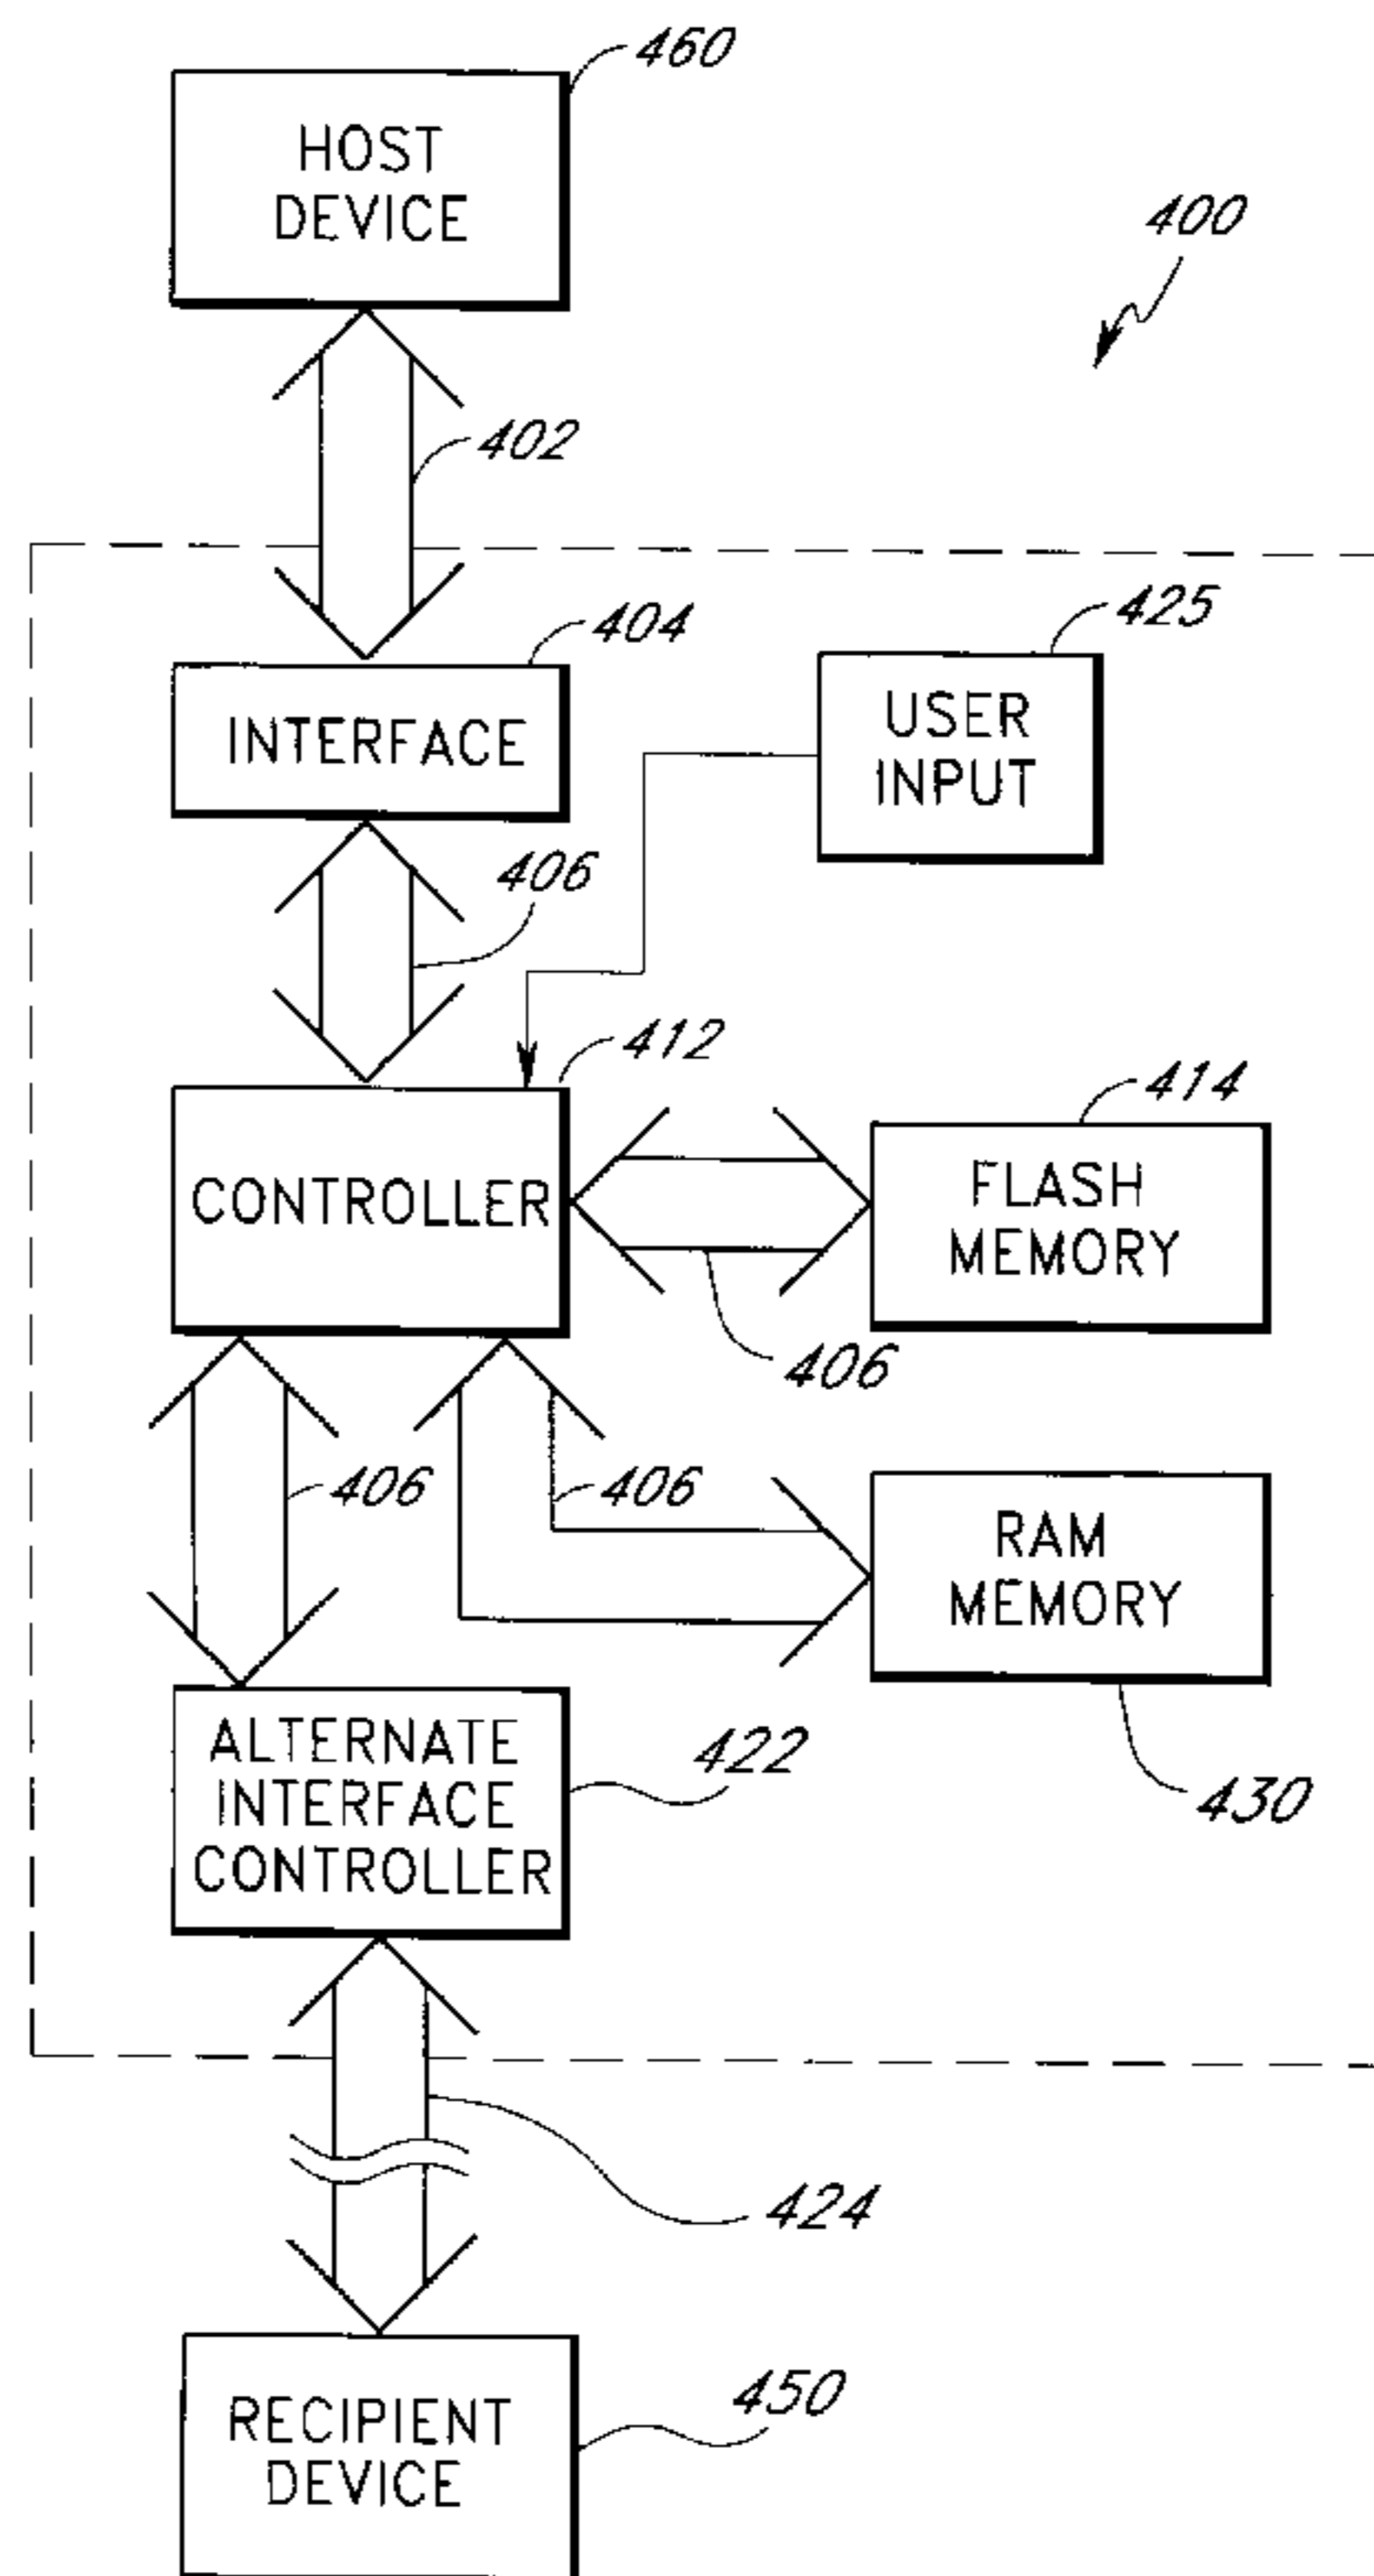 460
HOST
DEVICE
400
402
404
425
INTERFACE
USER
INPUT
406
412
414
CONTROLLER
FLASH
MEMORY
406
406
406
RAM
MEMORY
ALTERNATE
INTERFACE
CONTROLLER
422
430
424
450
RECIPIENT
DEVICE